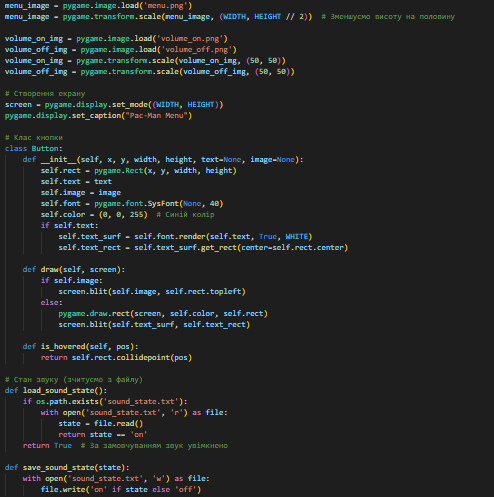 menu_image = pygame.image.load('menu.png')
menu_image = pygame.transform.scale(menu_image, (WIDTH, HEIGHT // 2))  # Зменшуємо висоту на половину

volume_on_img = pygame.image.load('volume_on.png')
volume_off_img = pygame.image.load('volume_off.png')
volume_on_img = pygame.transform.scale(volume_on_img, (50, 50))
volume_off_img = pygame.transform.scale(volume_off_img, (50, 50))

# Створення екрану
screen = pygame.display.set_mode((WIDTH, HEIGHT))
pygame.display.set_caption("Pac-Man Menu")

# Клас кнопки
class Button:
    def __init__(self, x, y, width, height, text=None, image=None):
        self.rect = pygame.Rect(x, y, width, height)
        self.text = text
        self.image = image
        self.font = pygame.font.SysFont(None, 40)
        self.color = (0, 0, 255)  # Синій колір
        if self.text:
            self.text_surf = self.font.render(self.text, True, WHITE)
            self.text_rect = self.text_surf.get_rect(center=self.rect.center)

    def draw(self, screen):
        if self.image:
            screen.blit(self.image, self.rect.topleft)
        else:
            pygame.draw.rect(screen, self.color, self.rect)
            screen.blit(self.text_surf, self.text_rect)

    def is_hovered(self, pos):
        return self.rect.collidepoint(pos)

# Стан звуку (зчитуємо з файлу)
def load_sound_state():
    if os.path.exists('sound_state.txt'):
        with open('sound_state.txt', 'r') as file:
            state = file.read()
            return state == 'on'
    return True  # За замовчуванням звук увімкнено

def save_sound_state(state):
    with open('sound_state.txt', 'w') as file:
        file.write('on' if state else 'off')